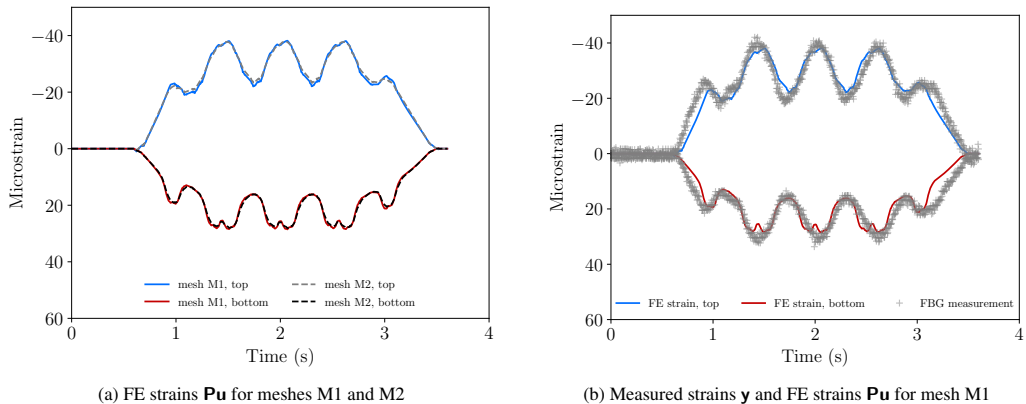 −40
−20
0
20
40
60
Microstrain
mesh M1, top
mesh M2, top
mesh M1, bottom
mesh M2, bottom
0
1
2
3
4
Time (s)
(a) FE strains Pu for meshes M1 and M2
−40
−20
0
20
40
60
Microstrain
FE strain, top
FE strain, bottom
FBG measurement
0
1
2
3
4
Time (s)
(b) Measured strains y and FE strains Pu for mesh M1